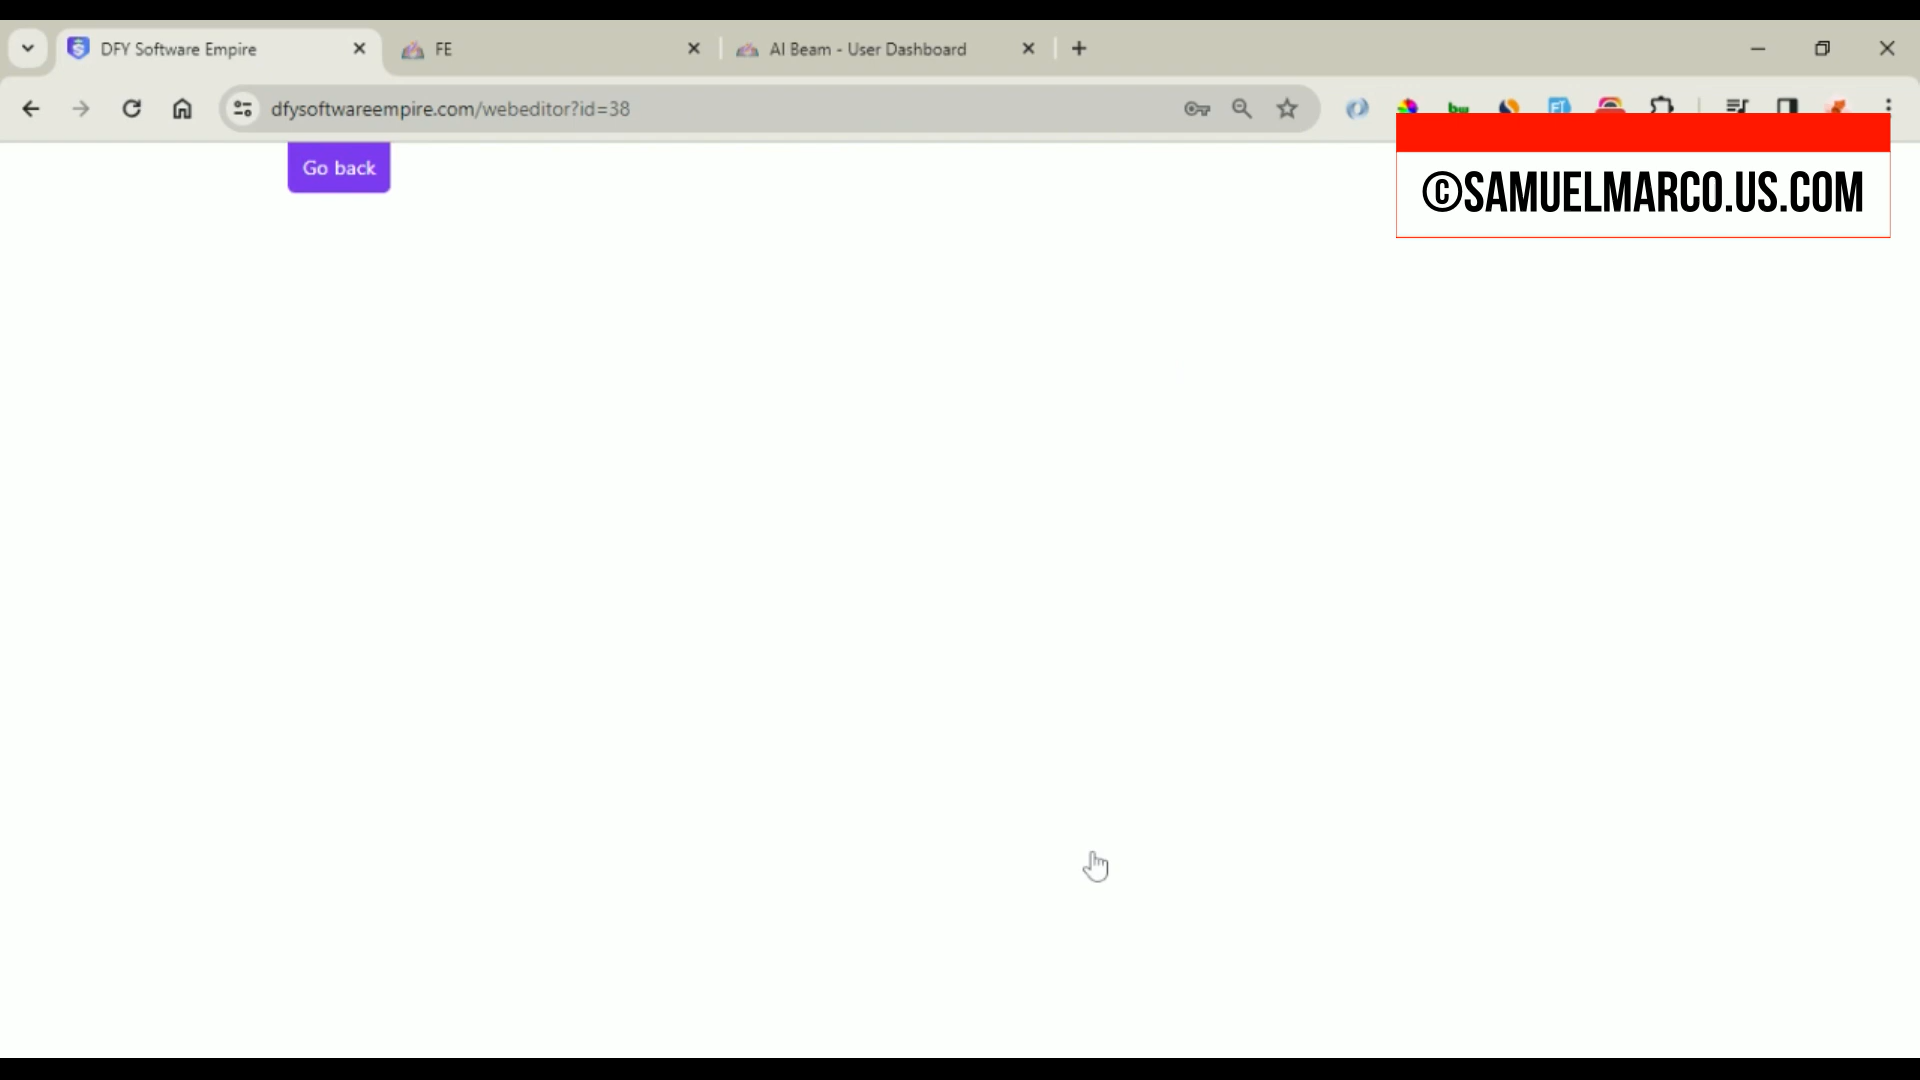 DFY Software Empire
FE
AI Beam - User Dashboard
dfysoftwareempire.com/webeditor?id=38
Go back
©SAMUELMARCO.US.COM